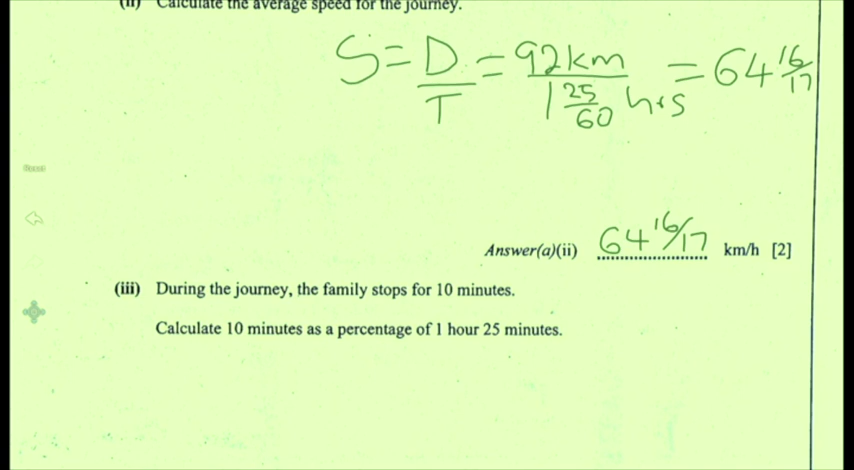 (ii) Calculate the average speed for the journey.
S = D/T = 92km / 1 25/60 hrs = 64 16/17
Reset
Answer(a)(ii) 64 16/17 km/h [2]
(iii) During the journey, the family stops for 10 minutes.
Calculate 10 minutes as a percentage of 1 hour 25 minutes.